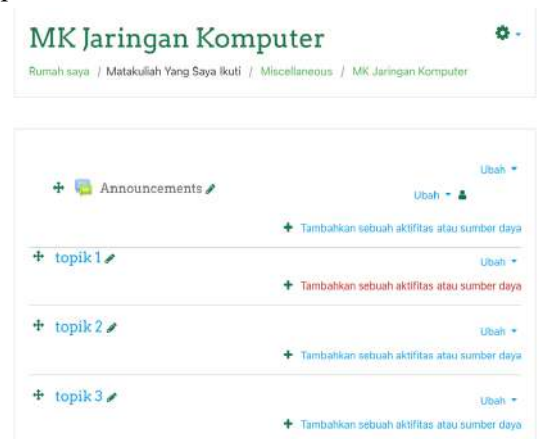 MK Jaringan Komputer
Rumah saya / Matakuliah Yang Saya Ikuti / Miscellaneous / MK Jaringan Komputer
Ubah
Announcements
Ubah
Tambahkan sebuah aktifitas atau sumber daya
topik 1
Ubah
Tambahkan sebuah aktifitas atau sumber daya
topik 2
Ubah
Tambahkan sebuah aktifitas atau sumber daya
topik 3
Ubah
Tambahkan sebuah aktifitas atau sumber daya